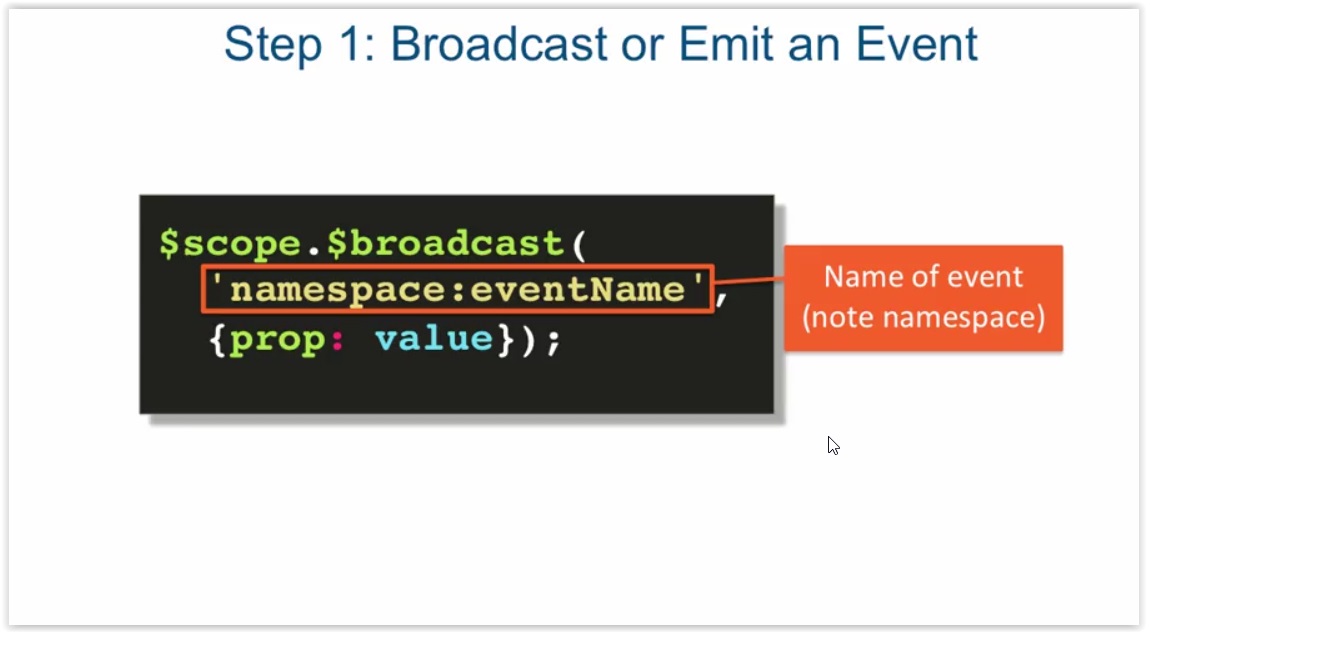 Step 1: Broadcast or Emit an Event
$scope.$broadcast(
'namespace:eventName',
{prop: value});
Name of event
(note namespace)